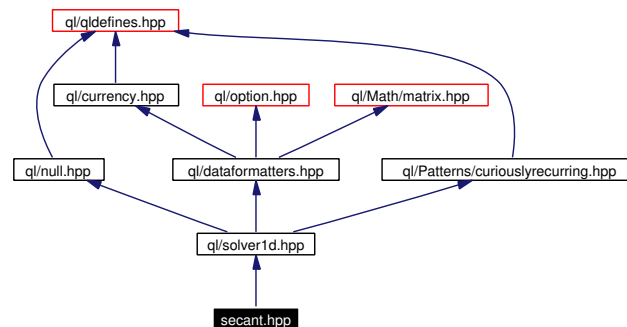 ql/qldefines.hpp
ql/currency.hpp
ql/option.hpp
ql/Math/matrix.hpp
ql/null.hpp
ql/dataformatters.hpp
ql/Patterns/curiouslyrecurring.hpp
ql/solver1d.hpp
secant.hpp